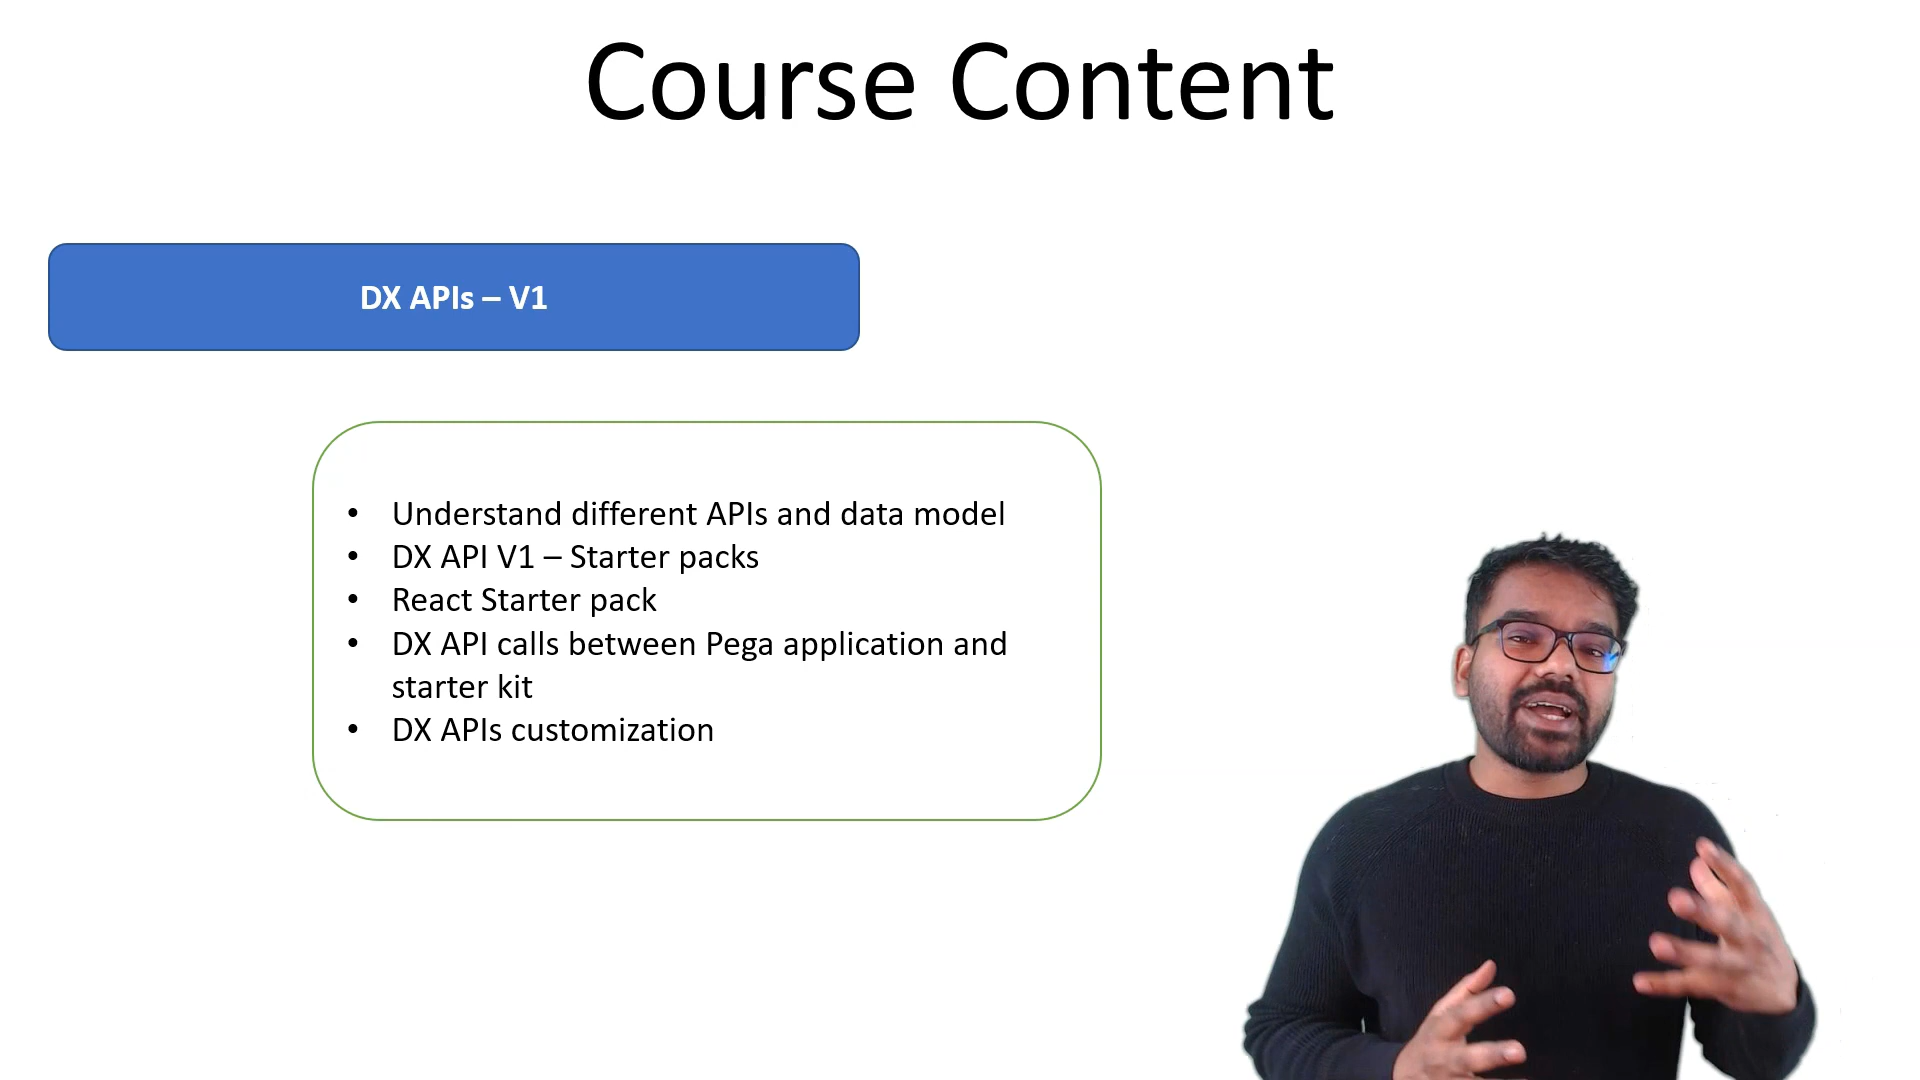 Course Content
DX APIs – V1
• Understand different APIs and data model
• DX API V1 – Starter packs
• React Starter pack
• DX API calls between Pega application and
starter kit
• DX APIs customization